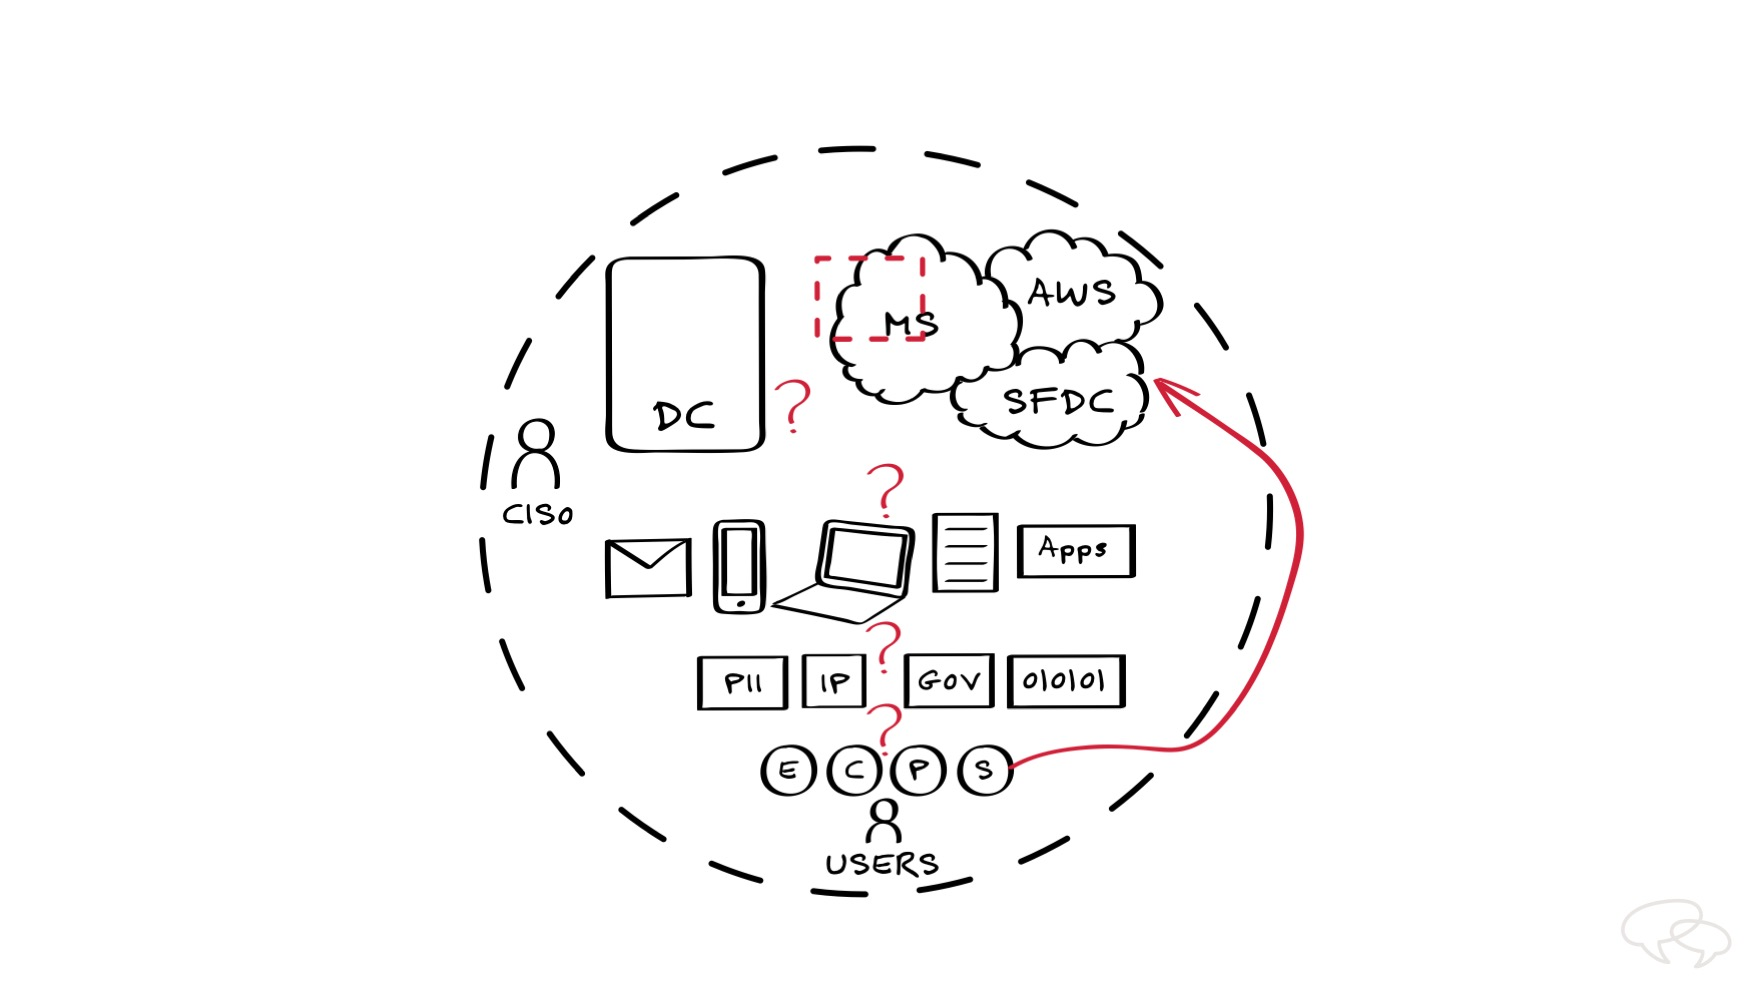 AWS
MS
SFDC
DC
?
?
CISO
Apps
?
PII
IP
GOV
010101
?
E
C
P
S
USERS